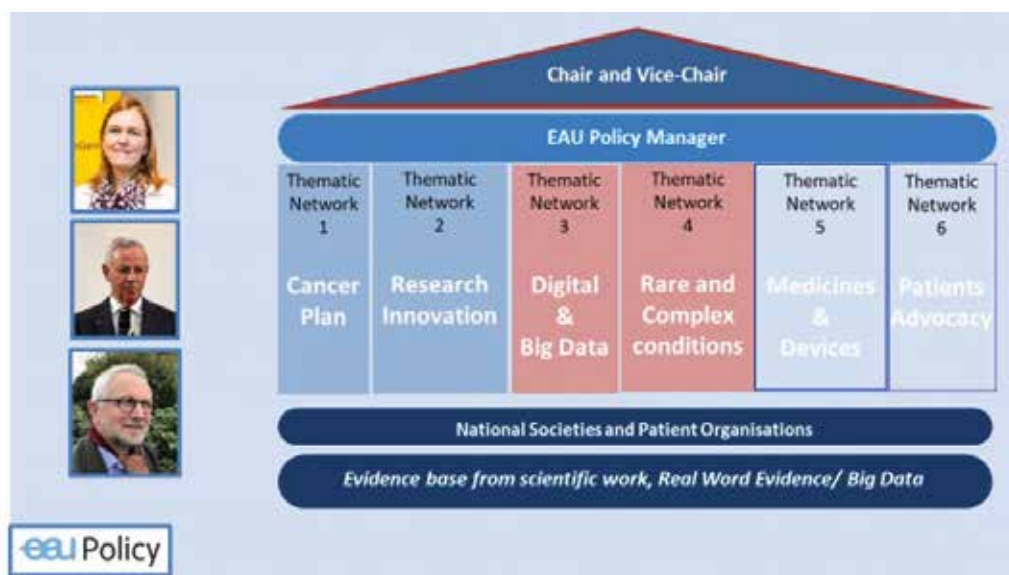 Chair and Vice-Chair
EAU Policy Manager
Thematic
Network
1
Cancer
Plan
Thematic
Network
2
Research
Innovation
Thematic
Network
3
Digital
&
Big Data
Thematic
Network
4
Rare and
Complex
conditions
Thematic
Network
5
Medicines
&
Devices
Thematic
Network
6
Patients
Advocacy
National Societies and Patient Organisations
Evidence base from scientific work, Real Word Evidence/ Big Data
eau Policy